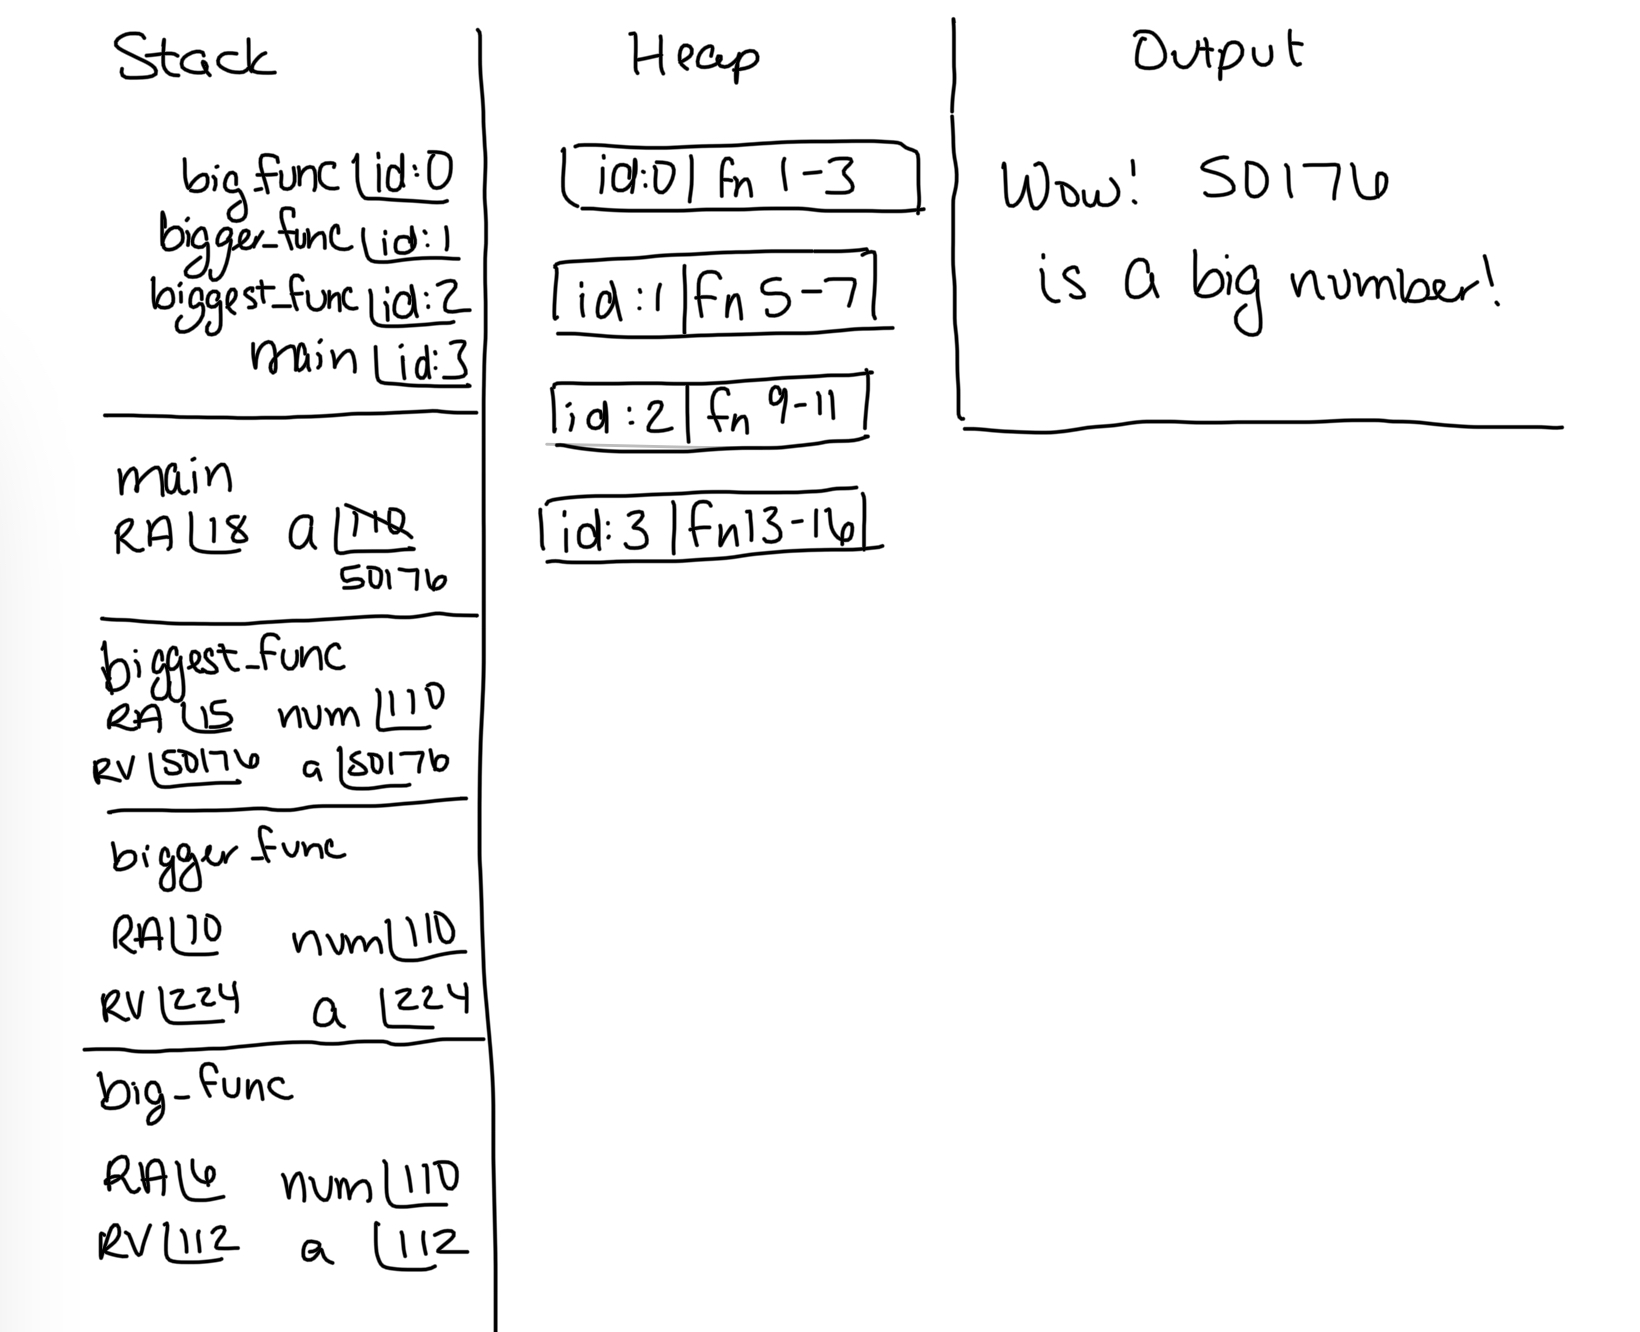 Stack
big_func id:0
bigger_func id:1
biggest_func id:2
main id:3
main
RA 18 a 110
50176
biggest_func
RA 15 num 110
RV 50176 a 50176
bigger_func
RA 10 num 110
RV 224 a 224
big_func
RA 6 num 110
RV 112 a 112
Heap
id:0 fn 1-3
id:1 fn 5-7
id:2 fn 9-11
id:3 fn 13-16
Output
Wow! 50176
is a big number!